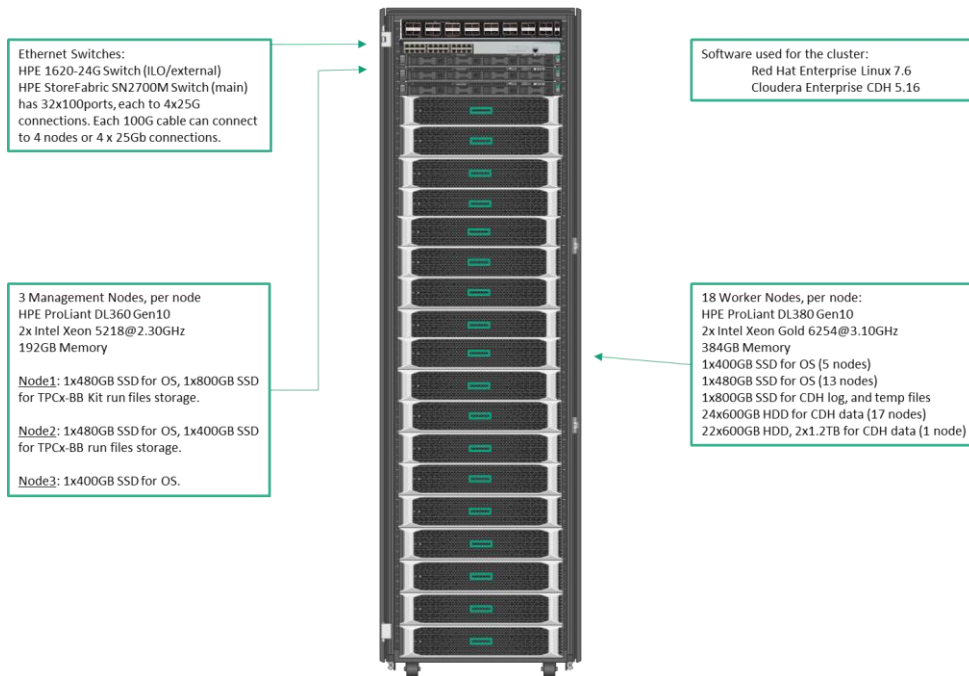 Ethernet Switches:
HPE 1620-24G Switch (ILO/external)
HPE StoreFabric SN2700M Switch (main)
has 32x100ports, each to 4x25G
connections. Each 100G cable can connect
to 4 nodes or 4 x 25Gb connections.
Software used for the cluster:
Red Hat Enterprise Linux 7.6
Cloudera Enterprise CDH 5.16
3 Management Nodes, per node
HPE ProLiant DL360 Gen10
2x Intel Xeon 5218@2.30GHz
192GB Memory
Node1: 1x480GB SSD for OS, 1x800GB SSD
for TPCx-BB Kit run files storage.
Node2: 1x480GB SSD for OS, 1x400GB SSD
for TPCx-BB run files storage.
Node3: 1x400GB SSD for OS.
18 Worker Nodes, per node:
HPE ProLiant DL380 Gen10
2x Intel Xeon Gold 6254@3.10GHz
384GB Memory
1x400GB SSD for OS (5 nodes)
1x480GB SSD for OS (13 nodes)
1x800GB SSD for CDH log, and temp files
24x600GB HDD for CDH data (17 nodes)
22x600GB HDD, 2x1.2TB for CDH data (1 node)